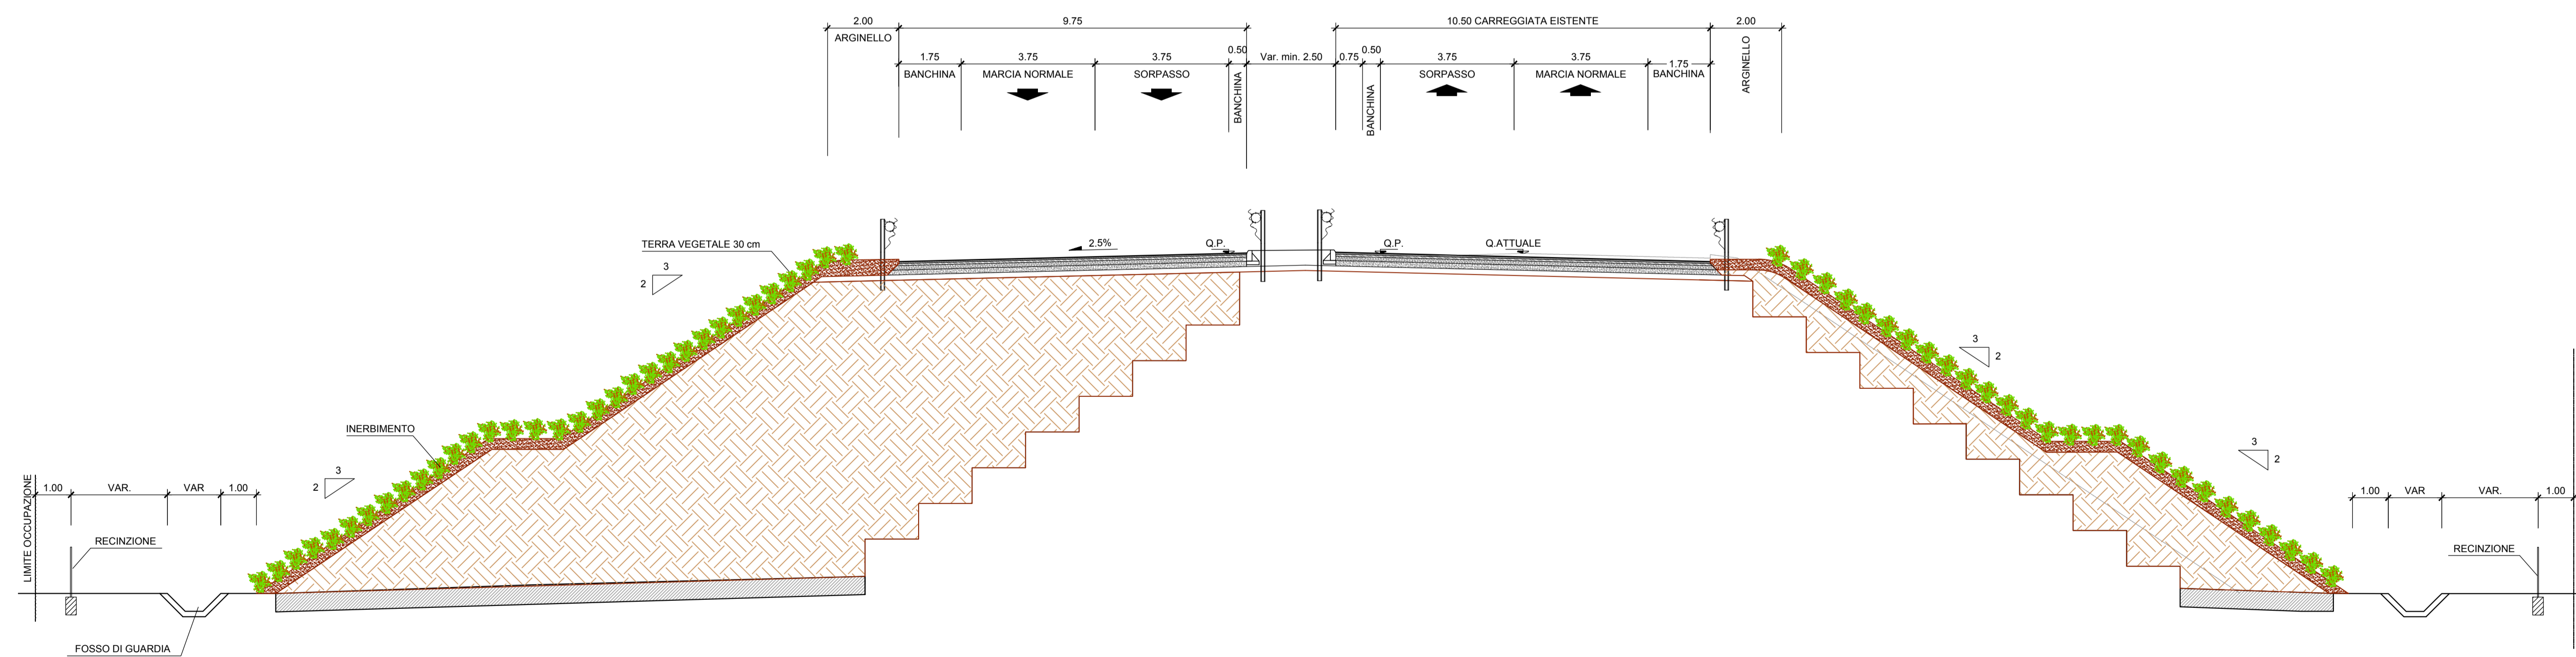 2.00
9.75
10.50 CARREGGIATA EISTENTE
2.00
ARGINELLO
ARGINELLO
1.75
3.75
3.75
0.50
Var. min. 2.50
0.75
0.50
3.75
3.75
1.75
BANCHINA
MARCIA NORMALE
SORPASSO
BANCHINA
BANCHINA
SORPASSO
MARCIA NORMALE
BANCHINA
TERRA VEGETALE 30 cm
2.5%
Q.P.
Q.P.
Q.ATTUALE
3
2
3
2
INERBIMENTO
3
2
3
2
LIMITE OCCUPAZIONE
1.00
VAR.
VAR
1.00
1.00
VAR
VAR.
1.00
RECINZIONE
RECINZIONE
FOSSO DI GUARDIA